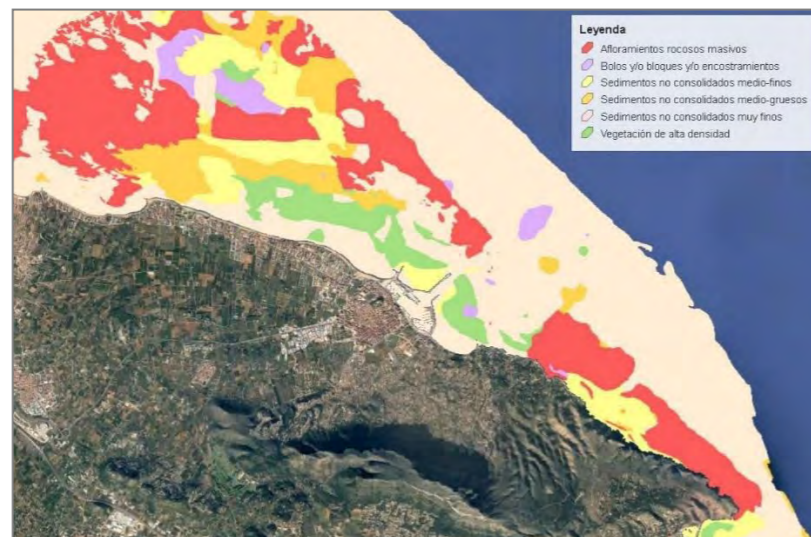 Leyenda
Afloramientos rocosos masivos
Bolos y/o bloques y/o encostramientos
Sedimentos no consolidados medio-finos
Sedimentos no consolidados medio-gruesos
Sedimentos no consolidados muy finos
Vegetación de alta densidad